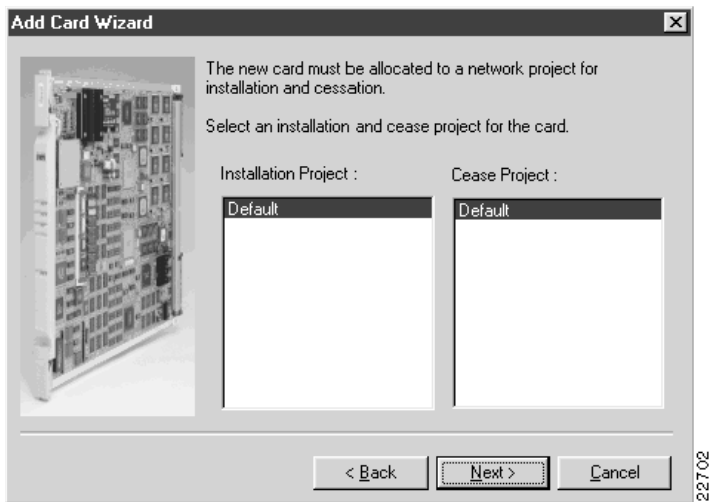 Add Card Wizard
The new card must be allocated to a network project for
installation and cessation.
Select an installation and cease project for the card.
Installation Project :
Cease Project :
Default
Default
< Back
Next >
Cancel
22702